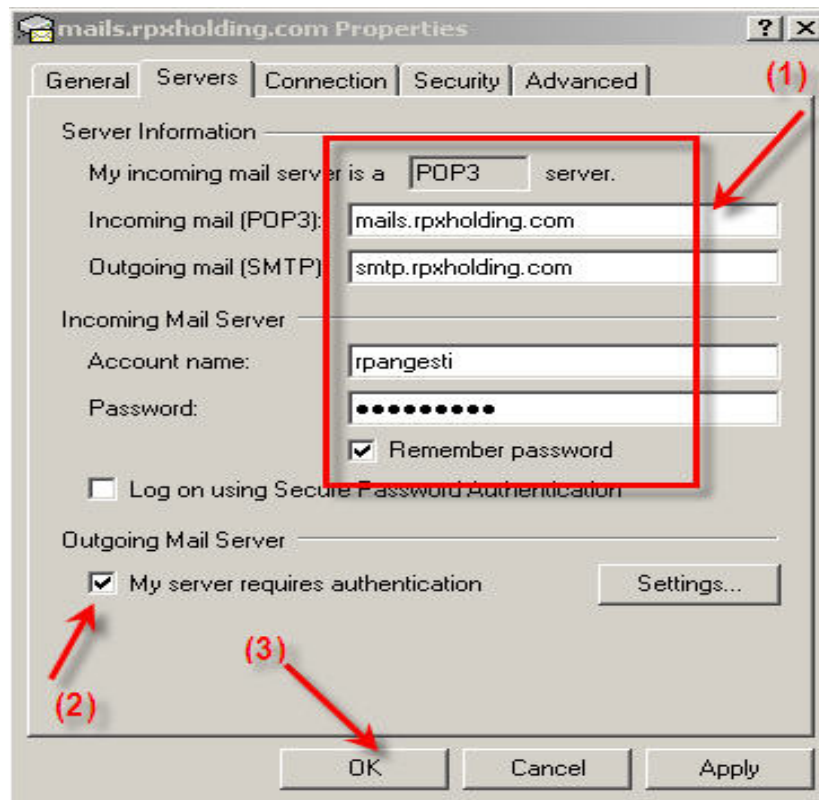 mails.rpxholding.com Properties
General Servers Connection Security Advanced
(1)
Server Information
My incoming mail server is a POP3 server.
Incoming mail (POP3): mails.rpxholding.com
Outgoing mail (SMTP) smtp.rpxholding.com
Incoming Mail Server
Account name: rpangesti
Password: •••••••••
Remember password
Log on using Secure Password Authentication
Outgoing Mail Server
My server requires authentication Settings...
(3)
(2)
OK Cancel Apply